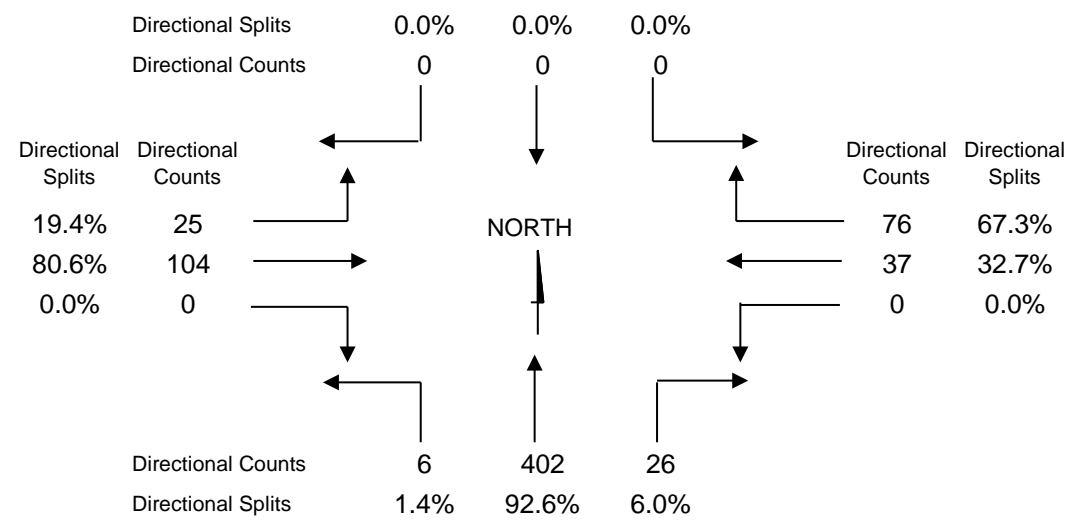 Directional Splits 0.0% 0.0% 0.0%
Directional Counts 0 0 0
Directional Directional Directional Directional
Splits Counts Counts Splits
19.4% 25 NORTH 76 67.3%
80.6% 104 37 32.7%
0.0% 0 0 0.0%
Directional Counts 6 402 26
Directional Splits 1.4% 92.6% 6.0%